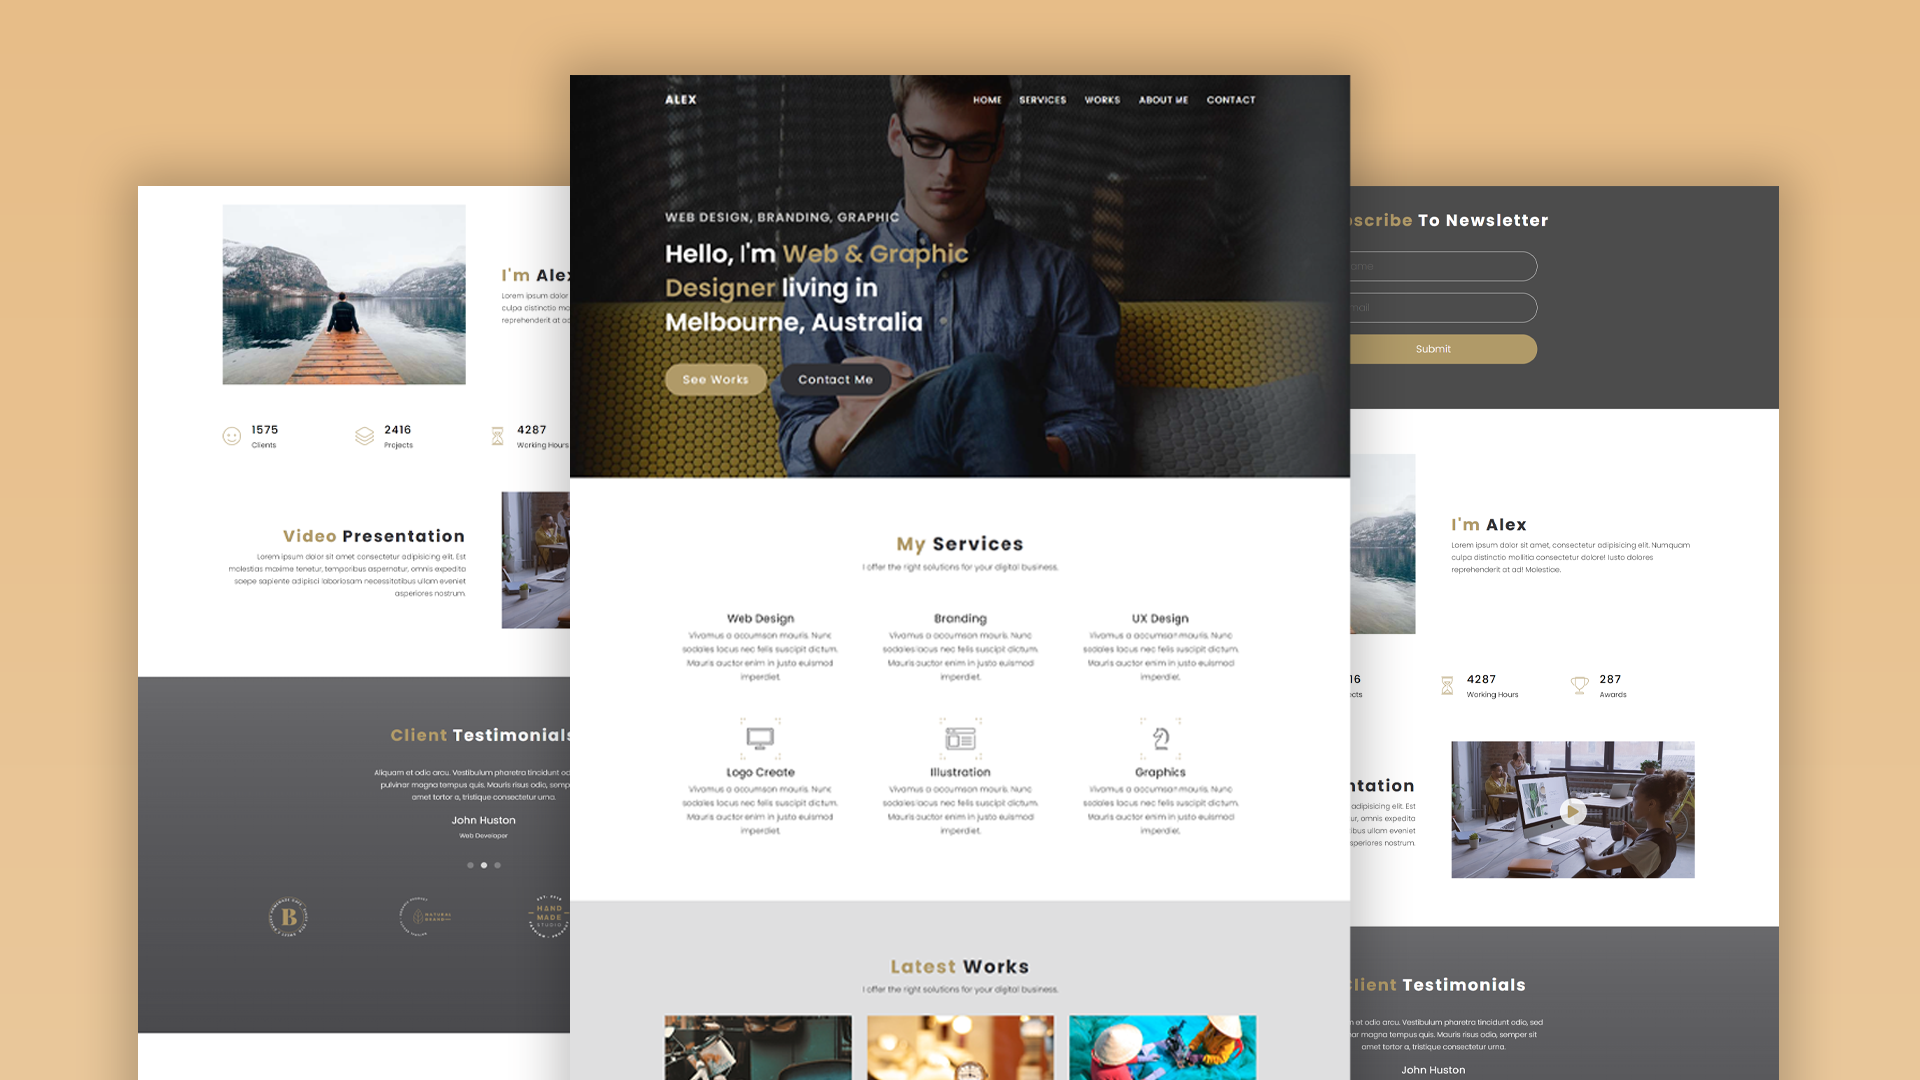 ALEX
HOME
SERVICES
WORKS
ABOUT ME
CONTACT
WEB DESIGN, BRANDING, GRAPHIC
Hello, I'm Web & Graphic
Designer living in
Melbourne, Australia
See Works
Contact Me
My Services
I offer the right solutions for your digital business.
Web Design
Vivamus a accumsan mauris. Nunc
sodales lacus nec felis suscipit dictum.
Mauris auctor enim in justo euismod
imperdiet.
Branding
Vivamus a accumsan mauris. Nunc
sodales lacus nec felis suscipit dictum.
Mauris auctor enim in justo euismod
imperdiet.
UX Design
Vivamus a accumsan mauris. Nunc
sodales lacus nec felis suscipit dictum.
Mauris auctor enim in justo euismod
imperdiet.
Logo Create
Vivamus a accumsan mauris. Nunc
sodales lacus nec felis suscipit dictum.
Mauris auctor enim in justo euismod
imperdiet.
Illustration
Vivamus a accumsan mauris. Nunc
sodales lacus nec felis suscipit dictum.
Mauris auctor enim in justo euismod
imperdiet.
Graphics
Vivamus a accumsan mauris. Nunc
sodales lacus nec felis suscipit dictum.
Mauris auctor enim in justo euismod
imperdiet.
Latest Works
I offer the right solutions for your digital business.
I'm Alex
Lorem ipsum dolor
culpa distinctio mo
reprehenderit at ad
1575
Clients
2416
Projects
4287
Working Hours
Video Presentation
Lorem ipsum dolor sit amet consectetur adipisicing elit. Est
molestias maxime tenetur, temporibus aspernatur, omnis expedita
saepe sapiente adipisci laboriosam necessitatibus ullam eveniet
asperiores nostrum.
Client Testimonials
Aliquam et odio arcu. Vestibulum pharetra tincidunt od
pulvinar magna tempus quis. Mauris risus odio, semp
amet tortor a, tristique consectetur urna.
John Huston
Web Developer
B
NATURAL
BRAND
HAND
MADE
STUDIO
scribe To Newsletter
ame
ail
Submit
I'm Alex
Lorem ipsum dolor sit amet, consectetur adipisicing elit. Numquam
culpa distinctio mollitia consectetur dolore! Iusto dolores
reprehenderit at ad! Molestiae.
16
ects
4287
Working Hours
287
Awards
ntation
adipisicing elit. Est
ur, omnis expedita
ibus ullam eveniet
speriores nostrum.
lient Testimonials
et odio arcu. Vestibulum pharetra tincidunt odio, sed
ar magna tempus quis. Mauris risus odio, semper sit
amet tortor a, tristique consectetur urna.
John Huston